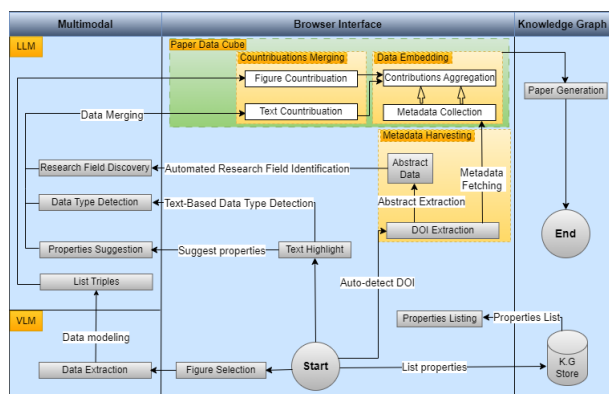 Multimodal
Browser Interface
Knowledge Graph
LLM
Paper Data Cube
Countribuations Merging
Data Embedding
Figure Countribuation
Contributions Aggregation
Text Countribuation
Metadata Collection
Paper Generation
Data Merging
Metadata Harvesting
Research Field Discovery
Automated Research Field Identification
Abstract
Data
Metadata
Fetching
Data Type Detection
Text-Based Data Type Detection
Abstract Extraction
DOI Extraction
End
Properties Suggestion
Suggest properties
Text Highlight
List Triples
Auto-detect DOI
VLM
Properties Listing
Properties List
Data modeling
Data Extraction
Figure Selection
Start
List properties
K.G
Store